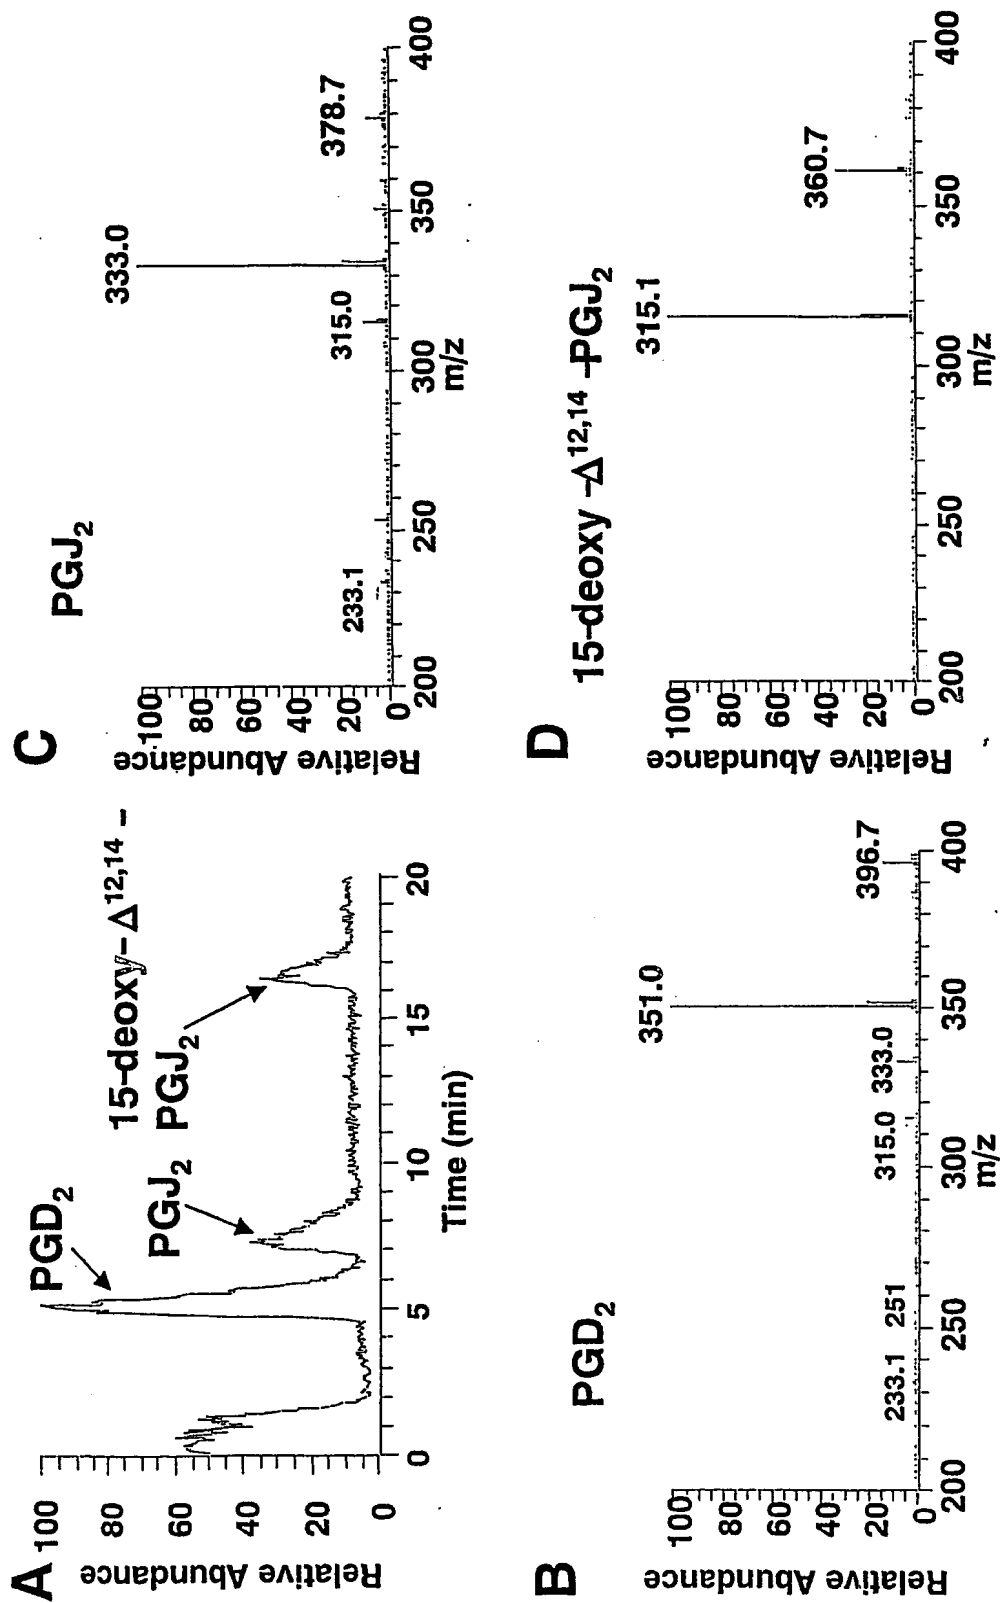 A
Relative Abundance
100
80
60
40
20
0
PGD₂
PGJ₂
15-deoxy-Δ¹²,¹⁴ –
PGJ₂
0
5
10
15
20
Time (min)
B
PGD₂
Relative Abundance
100
80
60
40
20
0
351.0
396.7
333.0
315.0
251
233.1
200
250
300
350
400
m/z
C
PGJ₂
Relative Abundance
100
80
60
40
20
0
333.0
378.7
315.0
233.1
200
250
300
350
400
m/z
D
15-deoxy -Δ¹²,¹⁴ -PGJ₂
Relative Abundance
100
80
60
40
20
0
315.1
360.7
200
250
300
350
400
m/z